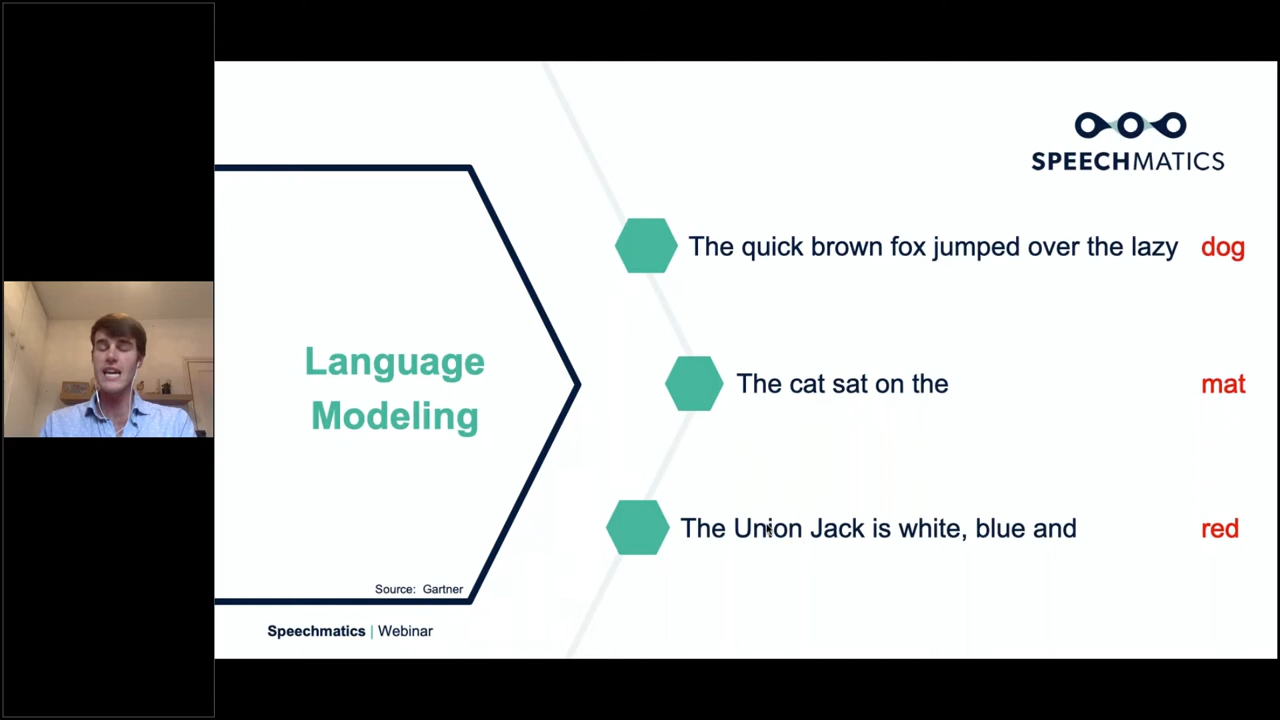 SPEECHMATICS
The quick brown fox jumped over the lazy dog
Language
Modeling
The cat sat on the mat
The Union Jack is white, blue and red
Source: Gartner
Speechmatics | Webinar